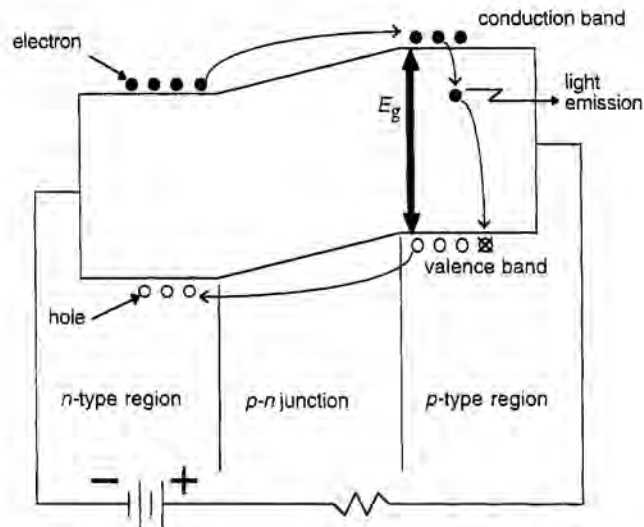 conduction band
electron
light
emission
Eg
valence band
hole
n-type region
p-n junction
p-type region
− +